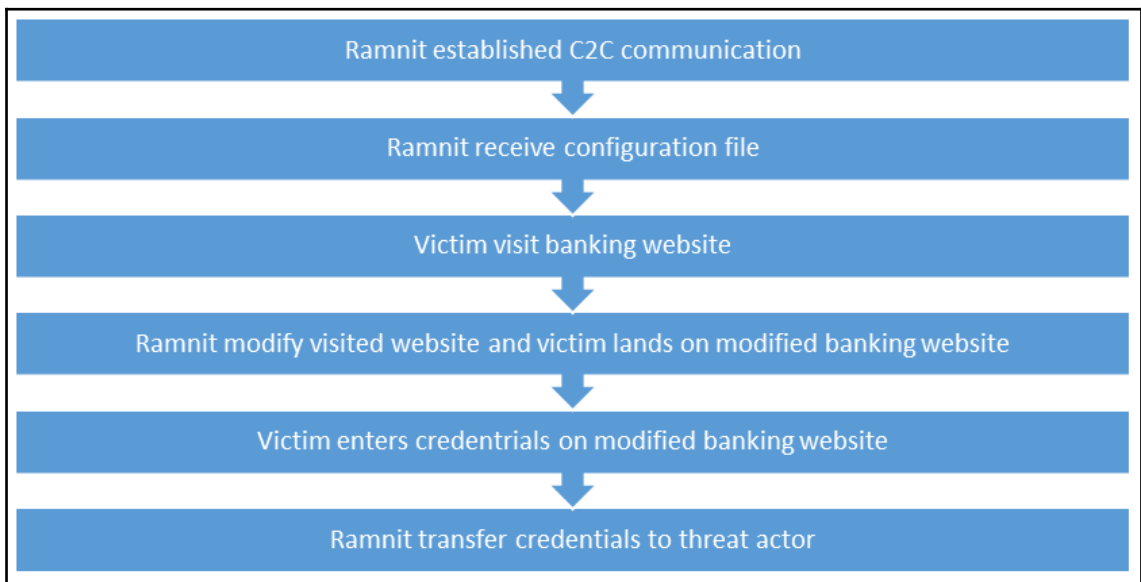 Ramnit established C2C communication
Ramnit receive configuration file
Victim visit banking website
Ramnit modify visited website and victim lands on modified banking website
Victim enters credentrials on modified banking website
Ramnit transfer credentials to threat actor